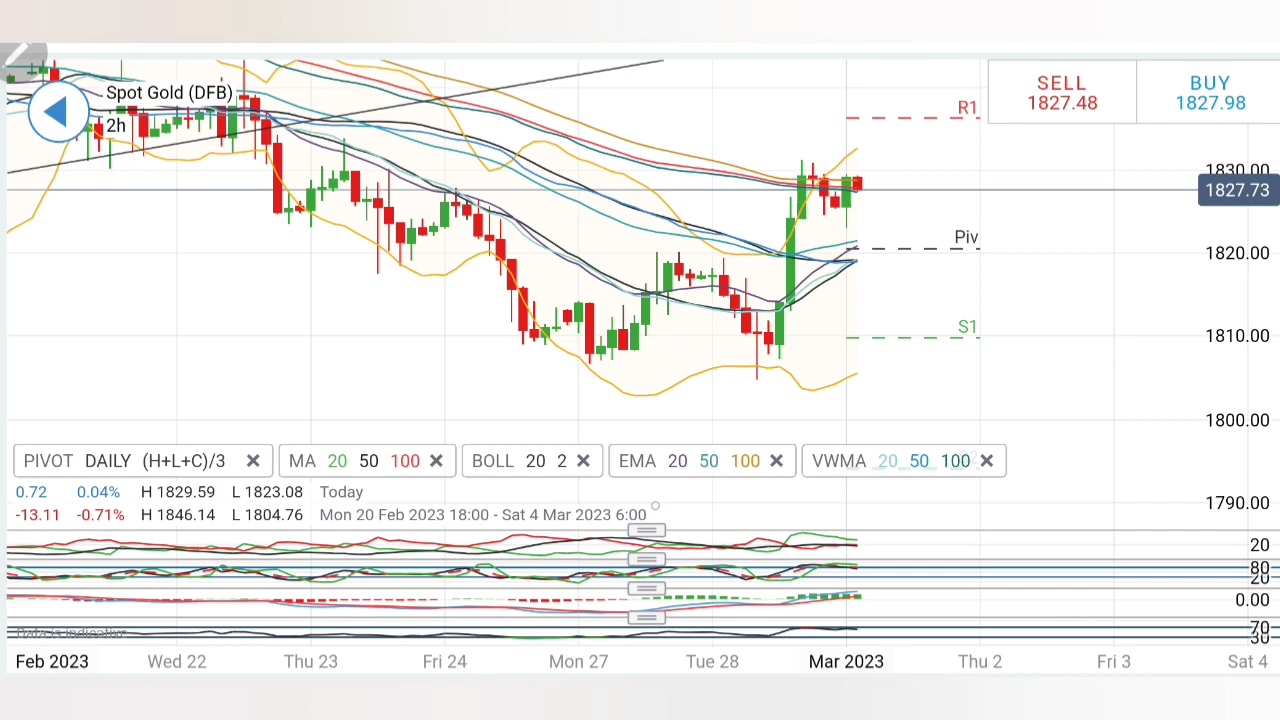 Spot Gold (DFB)
2h
SELL
1827.48
BUY
1827.98
R1
1830.00
1827.73
Piv
1820.00
S1
1810.00
1800.00
PIVOT DAILY (H+L+C)/3 ✕
MA 20 50 100 ✕
BOLL 20 2 ✕
EMA 20 50 100 ✕
VWMA 20 50 100 ✕
0.72 0.04% H 1829.59 L 1823.08 Today
-13.11 -0.71% H 1846.14 L 1804.76 Mon 20 Feb 2023 18:00 - Sat 4 Mar 2023 6:00
1790.00
20
80
20
0.00
70
30
Data is indicative
Feb 2023 Wed 22 Thu 23 Fri 24 Mon 27 Tue 28 Mar 2023 Thu 2 Fri 3 Sat 4